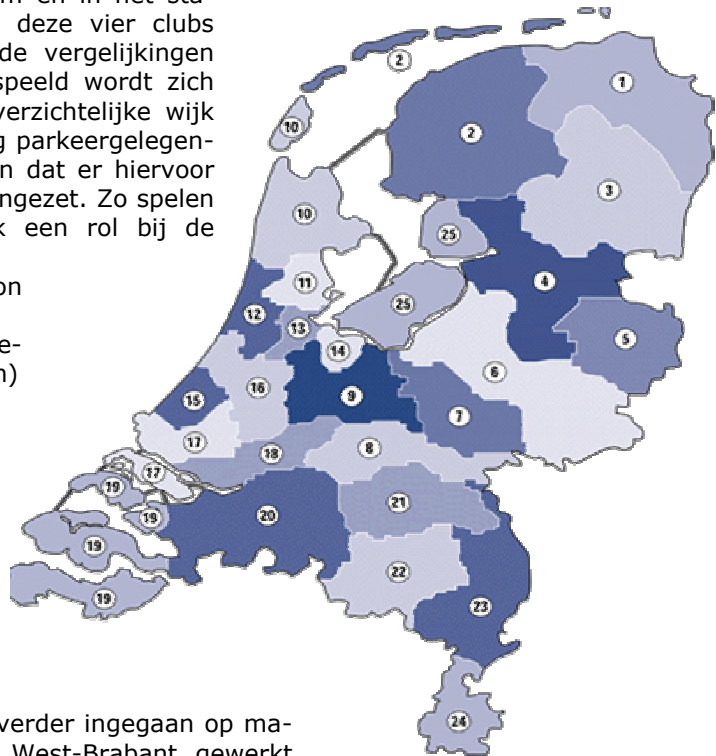 m en in het sta-
deze vier clubs
de vergelijkingen
speeld wordt zich
verzichtelijke wijk
g parkeergelegen-
n dat er hiervoor
ngezet. Zo spelen
k een rol bij de
on
e-
n)
2
1
2
10
3
10
25
11
4
25
12
13
5
14
6
16
9
15
7
17
8
18
17
19
21
20
19
19
22
19
23
24
verder ingegaan op ma-
West-Brabant gewerkt